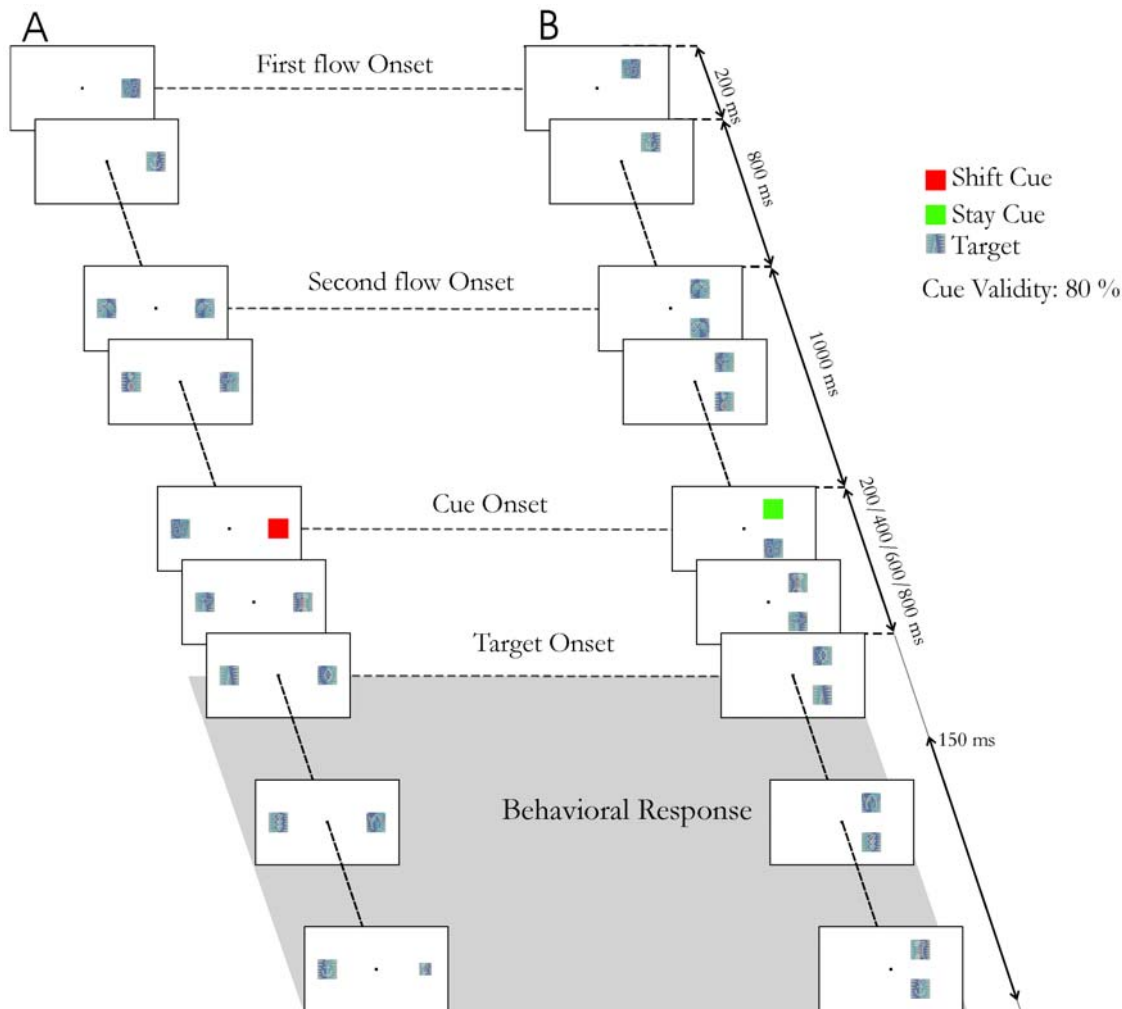 A
B
First flow Onset
200 ms
800 ms
Shift Cue
Stay Cue
Target
Cue Validity: 80 %
Second flow Onset
1000 ms
Cue Onset
200/400/600/800 ms
Target Onset
150 ms
Behavioral Response